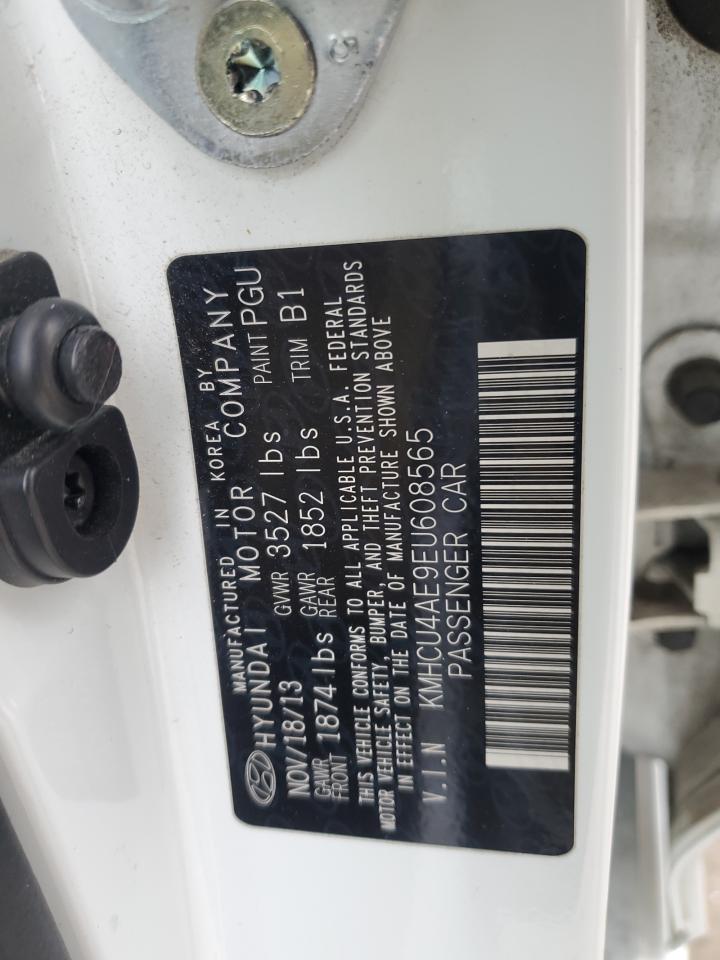 MANUFACTURED IN KOREA BY
HYUNDAI MOTOR COMPANY
NOV/18/13 GVWR 3527 lbs PAINT PGU
GAWR FRONT 1874 lbs GAWR REAR 1852 lbs TRIM B1
THIS VEHICLE CONFORMS TO ALL APPLICABLE U.S.A. FEDERAL
MOTOR VEHICLE SAFETY, BUMPER, AND THEFT PREVENTION STANDARDS
IN EFFECT ON THE DATE OF MANUFACTURE SHOWN ABOVE
V.I.N KMHCU4AE9EU608565
PASSENGER CAR